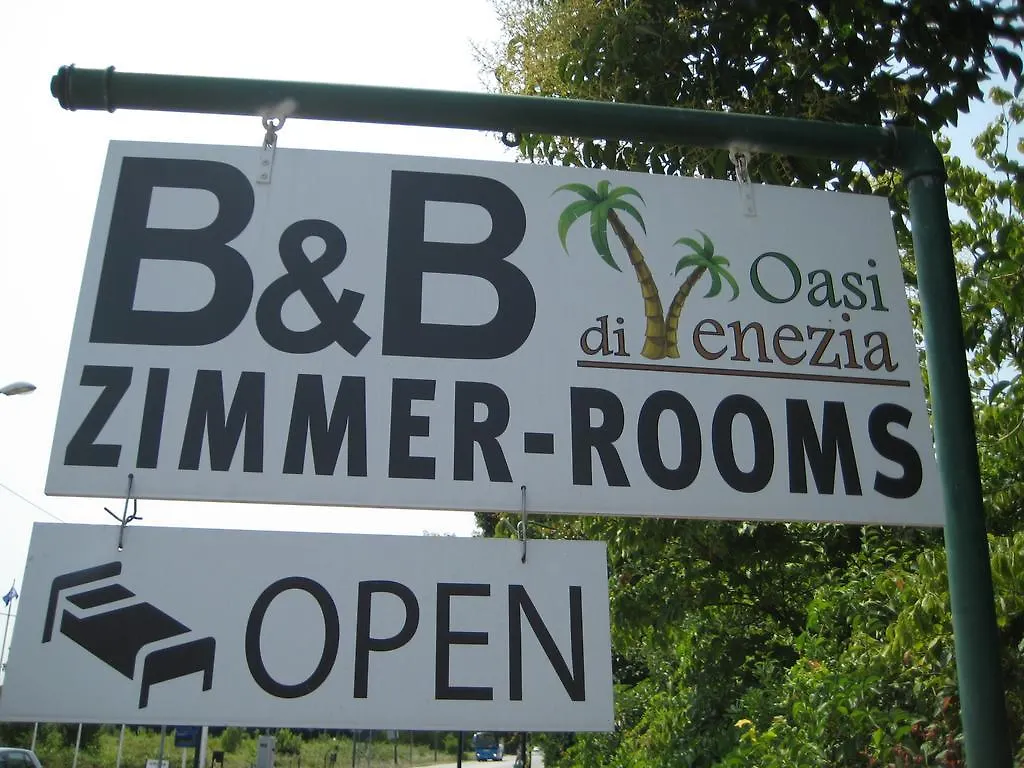 B&B
Oasi
di Venezia
ZIMMER-ROOMS
OPEN